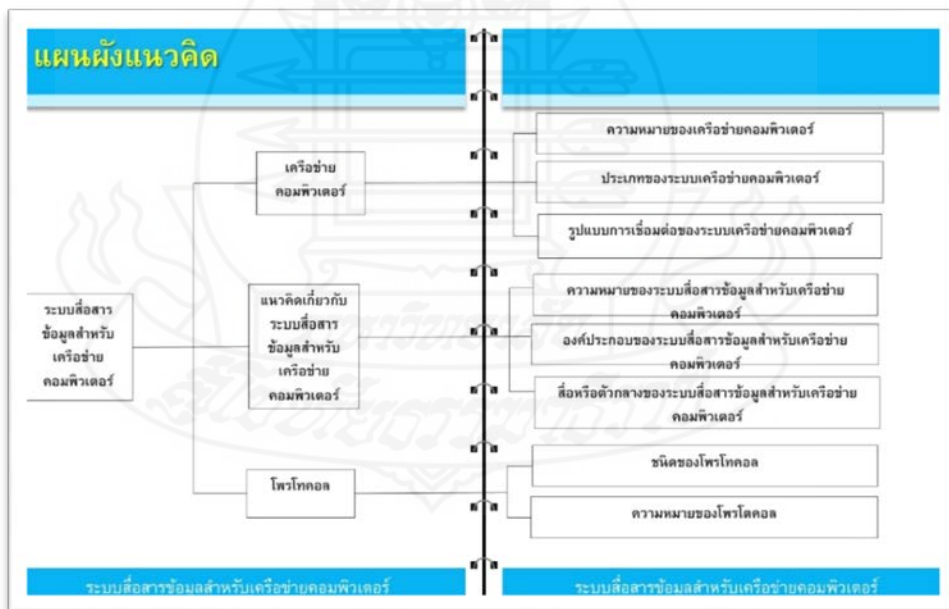 แผนผังแนวคิด
ระบบสื่อสาร
ข้อมูลสำหรับ
เครือข่าย
คอมพิวเตอร์
เครือข่าย
คอมพิวเตอร์
แนวคิดเกี่ยวกับ
ระบบสื่อสาร
ข้อมูลสำหรับ
เครือข่าย
คอมพิวเตอร์
โพรโทคอล
ระบบสื่อสารข้อมูลสำหรับเครือข่ายคอมพิวเตอร์
ความหมายของเครือข่ายคอมพิวเตอร์
ประเภทของระบบเครือข่ายคอมพิวเตอร์
รูปแบบการเชื่อมต่อของระบบเครือข่ายคอมพิวเตอร์
ความหมายของระบบสื่อสารข้อมูลสำหรับเครือข่าย
คอมพิวเตอร์
องค์ประกอบของระบบสื่อสารข้อมูลสำหรับเครือข่าย
คอมพิวเตอร์
สื่อหรือตัวกลางของระบบสื่อสารข้อมูลสำหรับเครือข่าย
คอมพิวเตอร์
ชนิดของโพรโทคอล
ความหมายของโพรโตคอล
ระบบสื่อสารข้อมูลสำหรับเครือข่ายคอมพิวเตอร์